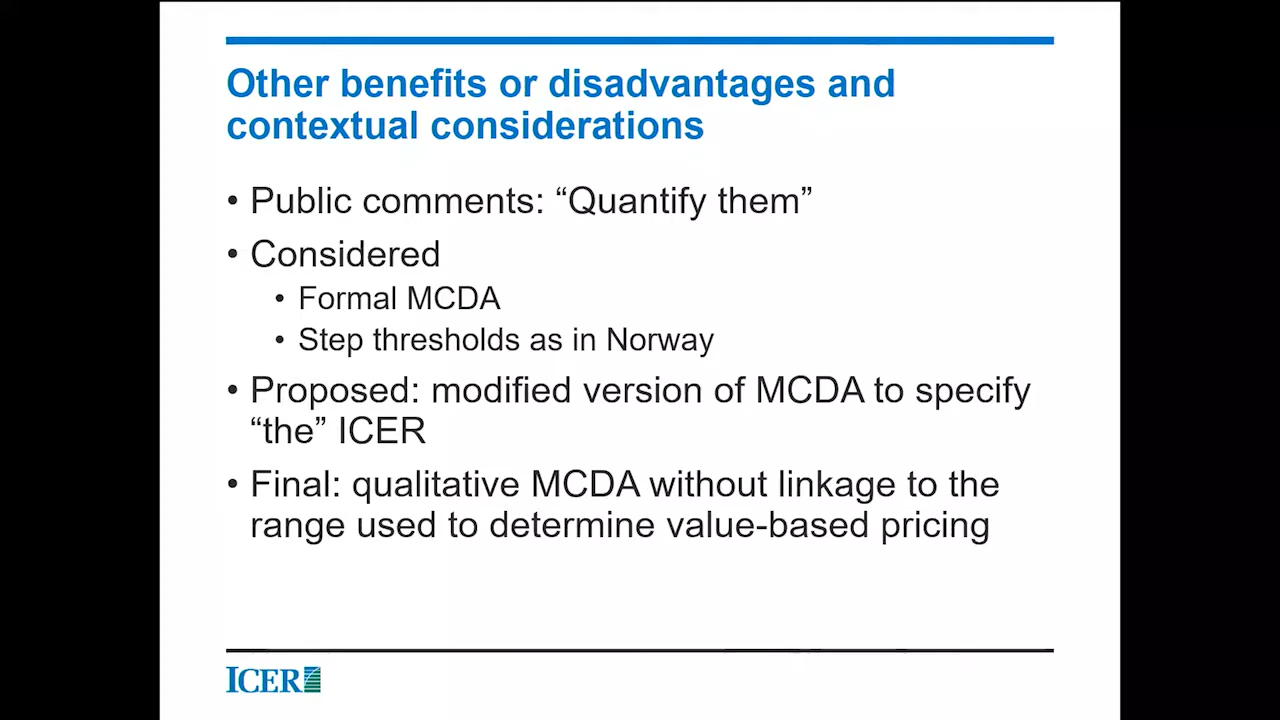 Other benefits or disadvantages and
contextual considerations
• Public comments: “Quantify them”
• Considered
• Formal MCDA
• Step thresholds as in Norway
• Proposed: modified version of MCDA to specify
“the” ICER
• Final: qualitative MCDA without linkage to the
range used to determine value-based pricing
ICER